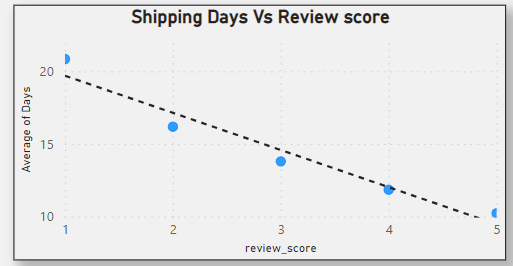 Shipping Days Vs Review score
Average of Days
20
15
10
1 2 3 4 5
review_score